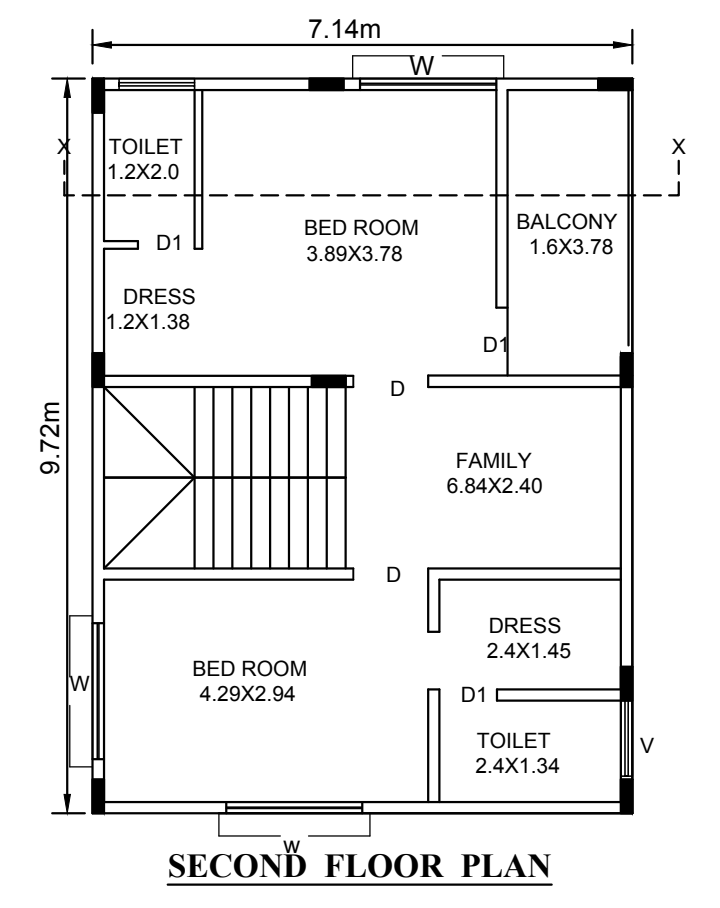 7.14m
W
X
TOILET
1.2X2.0
X
BED ROOM
3.89X3.78
BALCONY
1.6X3.78
D1
DRESS
1.2X1.38
D1
D
9.72m
FAMILY
6.84X2.40
D
DRESS
2.4X1.45
BED ROOM
4.29X2.94
W
D1
TOILET
2.4X1.34
V
w
SECOND FLOOR PLAN